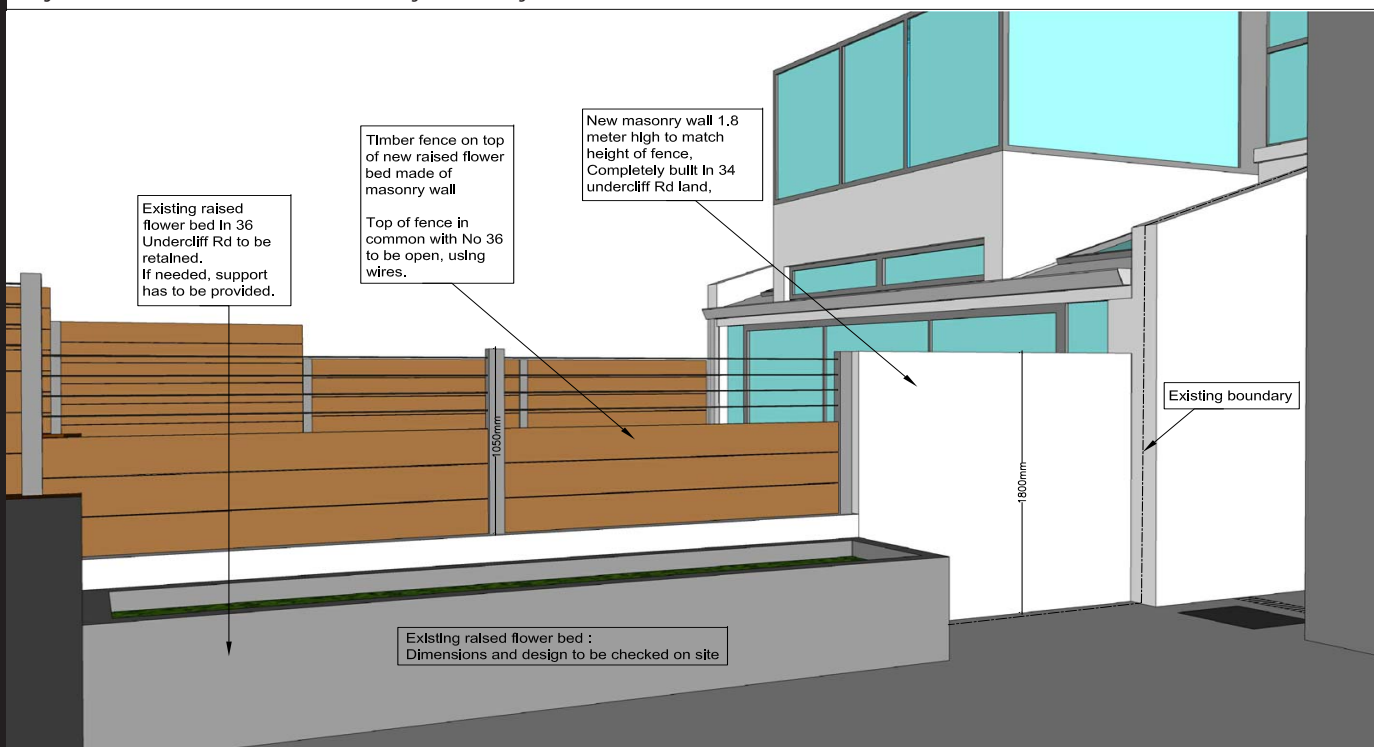 New masonry wall 1.8
meter high to match
height of fence,
Completely built in 34
undercliff Rd land,
Timber fence on top
of new raised flower
bed made of
masonry wall
Top of fence in
common with No 36
to be open, using
wires.
Existing raised
flower bed in 36
Undercliff Rd to be
retained.
If needed, support
has to be provided.
Existing boundary
1050mm
1800mm
Existing raised flower bed :
Dimensions and design to be checked on site